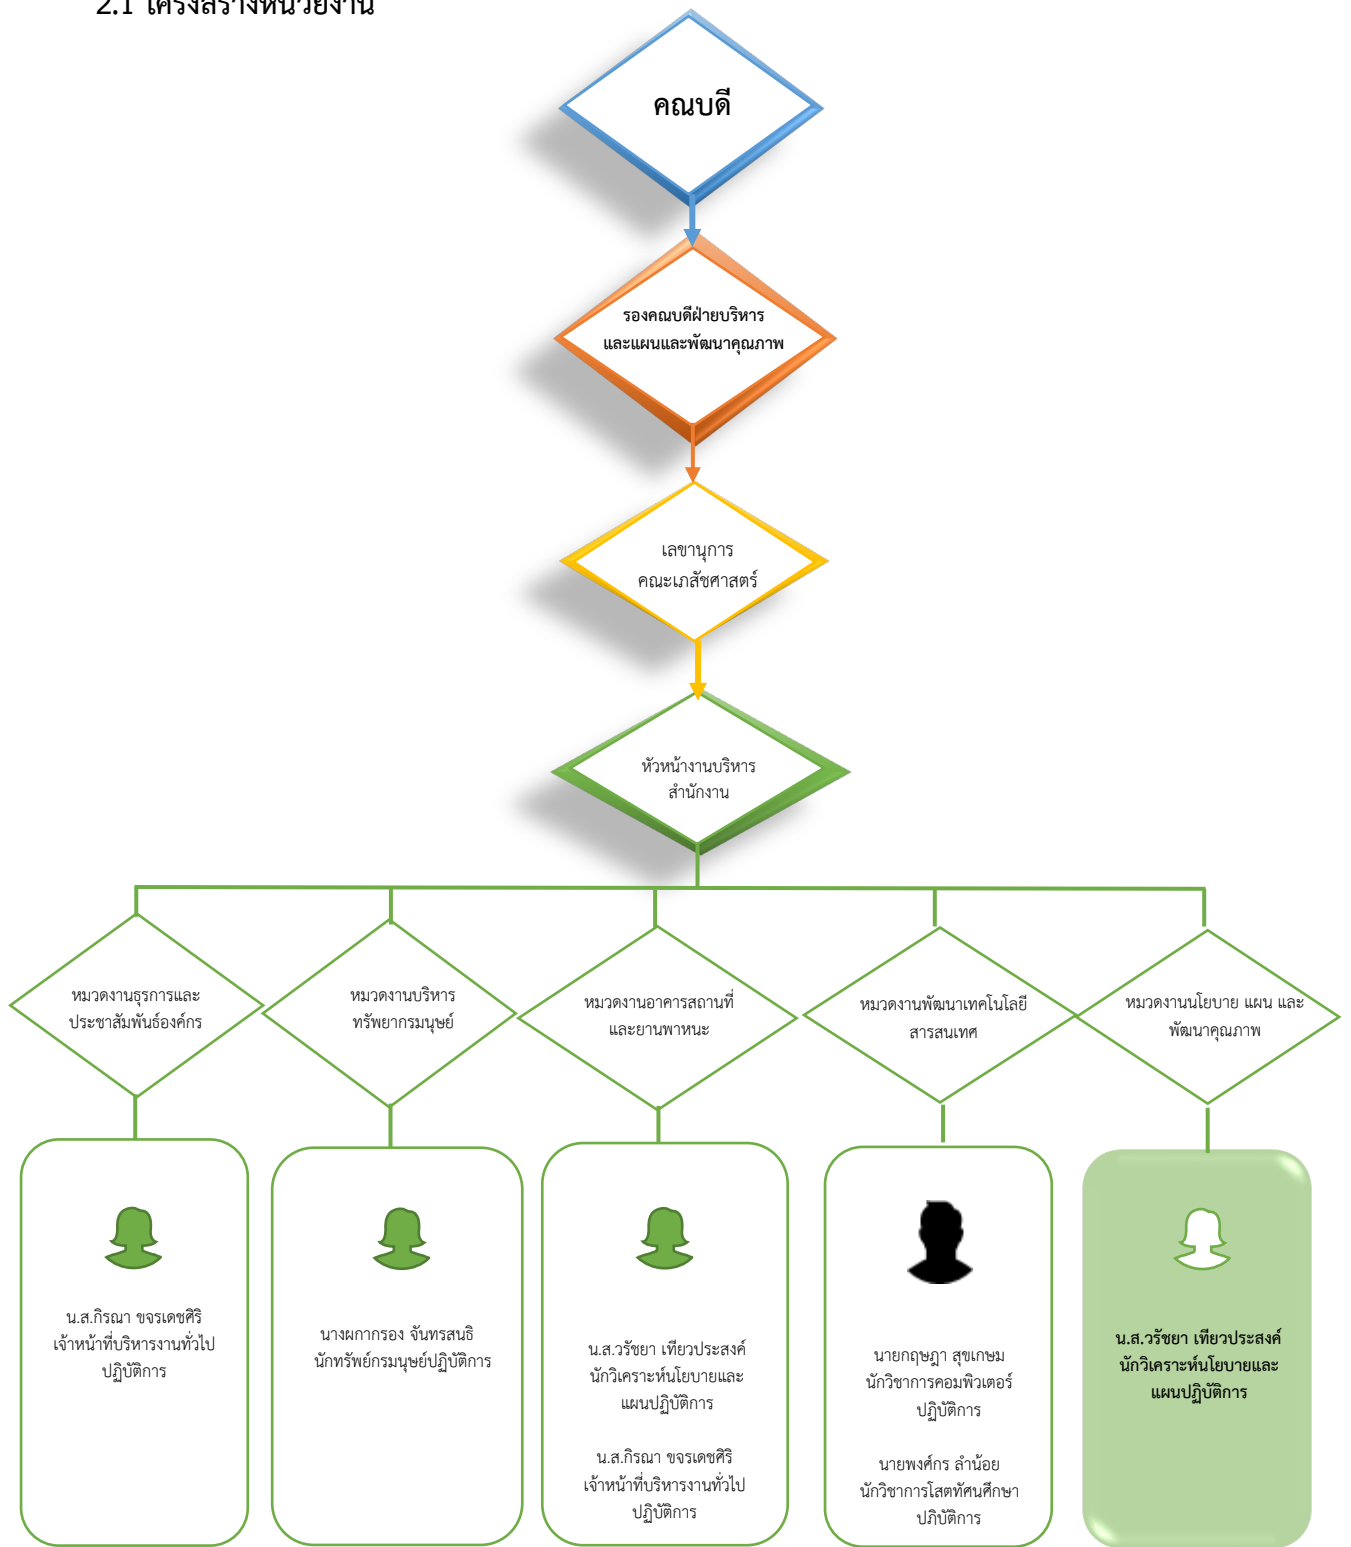 2.1 โครงสร้างหน่วยงาน
คณบดี
รองคณบดีฝ่ายบริหาร
และแผนและพัฒนาคุณภาพ
เลขานุการ
คณะเภสัชศาสตร์
หัวหน้างานบริหาร
สำนักงาน
หมวดงานธุรการและ
ประชาสัมพันธ์องค์กร
หมวดงานบริหาร
ทรัพยากรมนุษย์
หมวดงานอาคารสถานที่
และยานพาหนะ
หมวดงานพัฒนาเทคโนโลยี
สารสนเทศ
หมวดงานนโยบาย แผน และ
พัฒนาคุณภาพ
น.ส.กิรณา ขจรเดชศิริ
เจ้าหน้าที่บริหารงานทั่วไป
ปฏิบัติการ
นางผกากรอง จันทรสนธิ
นักทรัพย์กรมนุษย์ปฏิบัติการ
น.ส.วรัชยา เทียวประสงค์
นักวิเคราะห์นโยบายและ
แผนปฏิบัติการ
น.ส.กิรณา ขจรเดชศิริ
เจ้าหน้าที่บริหารงานทั่วไป
ปฏิบัติการ
นายกฤษฎา สุขเกษม
นักวิชาการคอมพิวเตอร์
ปฏิบัติการ
นายพงศ์กร ลำน้อย
นักวิชาการโสตทัศนศึกษา
ปฏิบัติการ
น.ส.วรัชยา เทียวประสงค์
นักวิเคราะห์นโยบายและ
แผนปฏิบัติการ